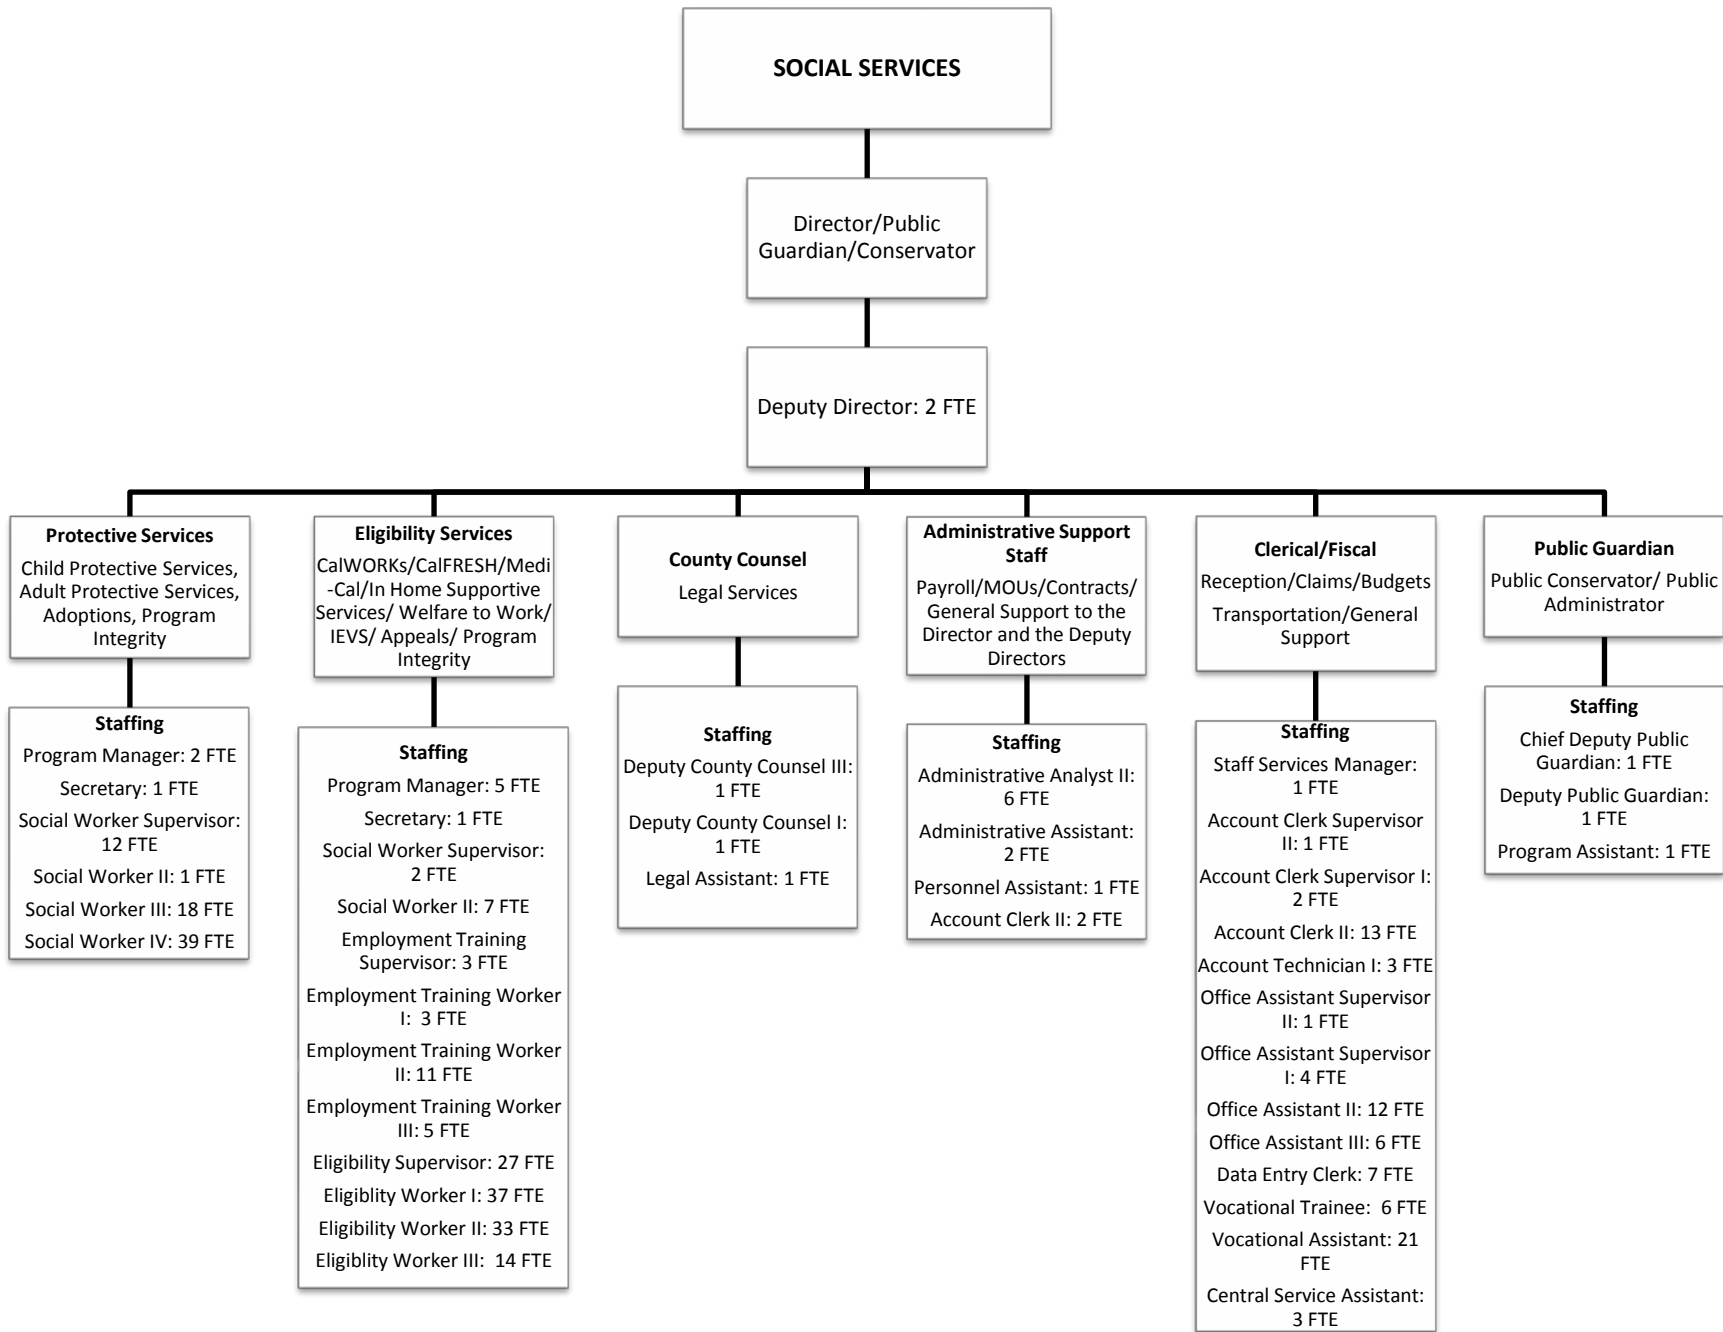 SOCIAL SERVICES
Director/Public
Guardian/Conservator
Deputy Director: 2 FTE
Protective Services
Child Protective Services,
Adult Protective Services,
Adoptions, Program
Integrity
Staffing
Program Manager: 2 FTE
Secretary: 1 FTE
Social Worker Supervisor:
12 FTE
Social Worker II: 1 FTE
Social Worker III: 18 FTE
Social Worker IV: 39 FTE
Eligibility Services
CalWORKs/CalFRESH/Medi
-Cal/In Home Supportive
Services/ Welfare to Work/
IEVS/ Appeals/ Program
Integrity
Staffing
Program Manager: 5 FTE
Secretary: 1 FTE
Social Worker Supervisor:
2 FTE
Social Worker II: 7 FTE
Employment Training
Supervisor: 3 FTE
Employment Training Worker
I:  3 FTE
Employment Training Worker
II: 11 FTE
Employment Training Worker
III: 5 FTE
Eligibility Supervisor: 27 FTE
Eligiblity Worker I: 37 FTE
Eligibility Worker II: 33 FTE
Eligiblity Worker III:  14 FTE
County Counsel
Legal Services
Staffing
Deputy County Counsel III:
1 FTE
Deputy County Counsel I:
1 FTE
Legal Assistant: 1 FTE
Administrative Support
Staff
Payroll/MOUs/Contracts/
General Support to the
Director and the Deputy
Directors
Staffing
Administrative Analyst II:
6 FTE
Administrative Assistant:
2 FTE
Personnel Assistant: 1 FTE
Account Clerk II: 2 FTE
Clerical/Fiscal
Reception/Claims/Budgets
Transportation/General
Support
Staffing
Staff Services Manager:
1 FTE
Account Clerk Supervisor
II: 1 FTE
Account Clerk Supervisor I:
2 FTE
Account Clerk II: 13 FTE
Account Technician I: 3 FTE
Office Assistant Supervisor
II: 1 FTE
Office Assistant Supervisor
I: 4 FTE
Office Assistant II: 12 FTE
Office Assistant III: 6 FTE
Data Entry Clerk: 7 FTE
Vocational Trainee:  6 FTE
Vocational Assistant: 21
FTE
Central Service Assistant:
3 FTE
Public Guardian
Public Conservator/ Public
Administrator
Staffing
Chief Deputy Public
Guardian: 1 FTE
Deputy Public Guardian:
1 FTE
Program Assistant: 1 FTE